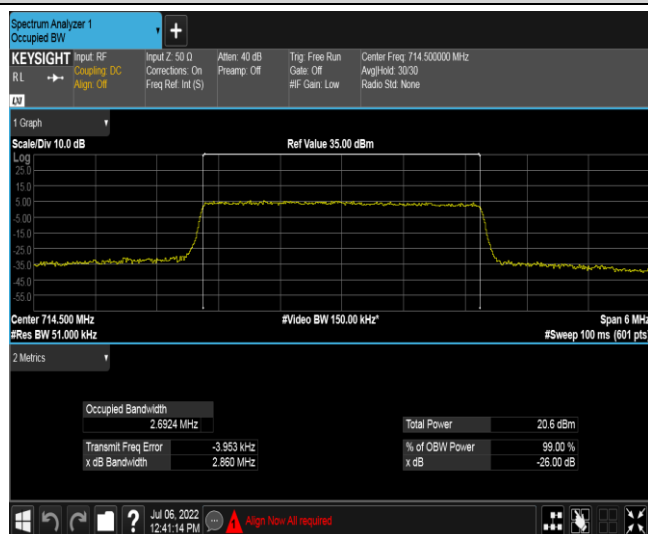 Spectrum Analyzer 1
Occupied BW
+
KEYSIGHT Input: RF Input Z: 50 Ω Atten: 40 dB Trig: Free Run Center Freq: 714.500000 MHz
RL Coupling: DC Corrections: On Preamp: Off Gate: Off Avg|Hold: 30/30
Align: Off Freq Ref: Int (S) #IF Gain: Low Radio Std: None
LXI
1 Graph
Scale/Div 10.0 dB Ref Value 35.00 dBm
Log
25.0
15.0
5.00
-5.00
-15.0
-25.0
-35.0
-45.0
-55.0
Center 714.500 MHz #Video BW 150.00 kHz* Span 6 MHz
#Res BW 51.000 kHz #Sweep 100 ms (601 pts)
2 Metrics
Occupied Bandwidth
2.6924 MHz Total Power 20.6 dBm
Transmit Freq Error -3.953 kHz % of OBW Power 99.00 %
x dB Bandwidth 2.860 MHz x dB -26.00 dB
? Jul 06, 2022
12:41:14 PM 1 Align Now All required